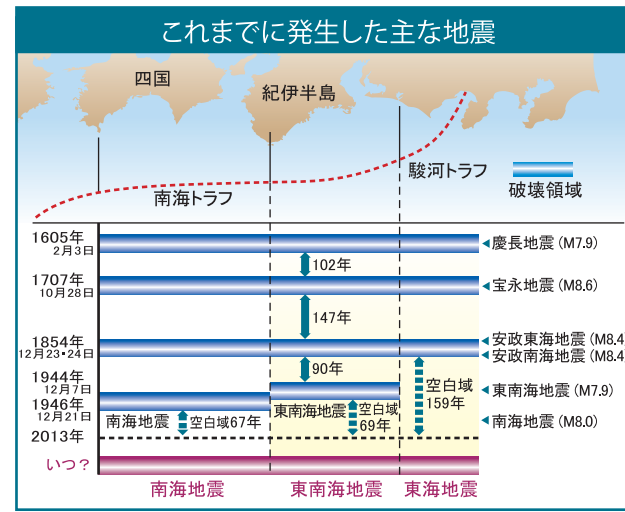 これまでに発生した主な地震
四国
紀伊半島
南海トラフ
駿河トラフ
破壊領域
1605年
2月3日
慶長地震(M7.9)
102年
1707年
10月28日
宝永地震(M8.6)
147年
1854年
12月23・24日
安政東海地震(M8.4)
安政南海地震(M8.4)
90年
1944年
12月7日
東南海地震(M7.9)
1946年
12月21日
南海地震
空白域67年
東南海地震
空白域
69年
空白域
159年
南海地震(M8.0)
2013年
いつ?
南海地震
東南海地震
東海地震